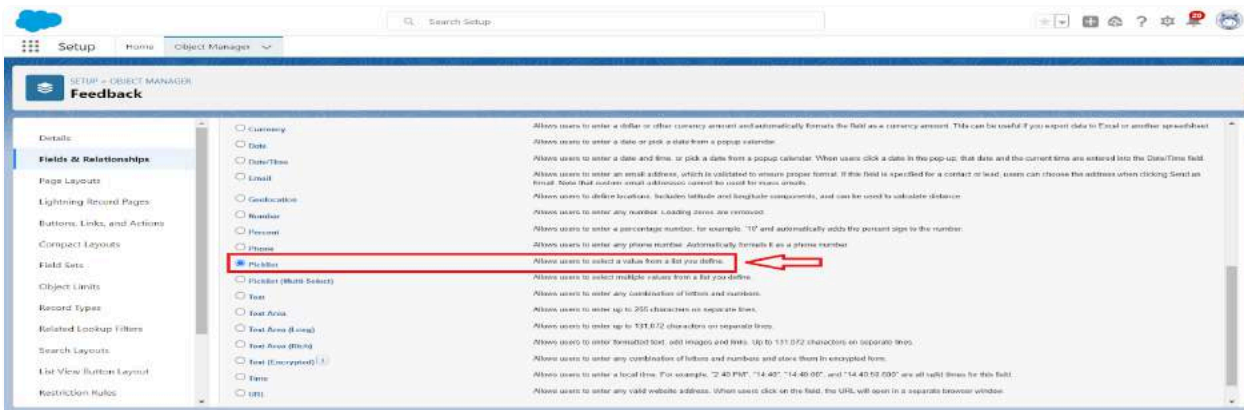 Search Setup
20
Setup Home Object Manager
SETUP > OBJECT MANAGER
Feedback
Details
Fields & Relationships
Page Layouts
Lightning Record Pages
Buttons, Links, and Actions
Compact Layouts
Field Sets
Object Limits
Record Types
Related Lookup Filters
Search Layouts
List View Button Layout
Restriction Rules
Currency Allows users to enter a dollar or other currency amount and automatically formats the field as a currency amount. This can be useful if you export data to Excel or another spreadsheet.
Date Allows users to enter a date or pick a date from a popup calendar.
Date/Time Allows users to enter a date and time, or pick a date from a popup calendar. When users click a date in the pop-up, that date and the current time are entered into the Date/Time field.
Email Allows users to enter an email address, which is validated to ensure proper format. If this field is specified for a contact or lead, users can choose the address when clicking Send an
Email. Note that custom email addresses cannot be used for mass emails.
Geolocation Allows users to define locations. Includes latitude and longitude components, and can be used to calculate distance.
Number Allows users to enter any number. Leading zeros are removed.
Percent Allows users to enter a percentage number, for example, '10' and automatically adds the percent sign to the number.
Phone Allows users to enter any phone number. Automatically formats it as a phone number.
Picklist Allows users to select a value from a list you define.
Picklist (Multi-Select) Allows users to select multiple values from a list you define.
Text Allows users to enter any combination of letters and numbers.
Text Area Allows users to enter up to 255 characters on separate lines.
Text Area (Long) Allows users to enter up to 131,072 characters on separate lines.
Text Area (Rich) Allows users to enter formatted text, add images and links. Up to 131,072 characters on separate lines.
Text (Encrypted) Allows users to enter any combination of letters and numbers and store them in encrypted form.
Time Allows users to enter a local time. For example, "2:40 PM", "14:40", "14:40:00", and "14:40:50.600" are all valid times for this field.
URL Allows users to enter any valid website address. When users click on the field, the URL will open in a separate browser window.